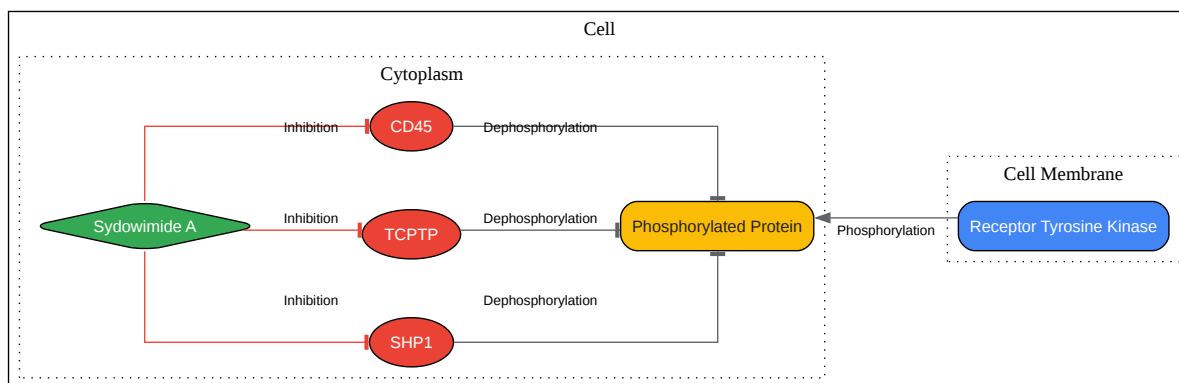 Cell
Cytoplasm
Inhibition
CD45
Dephosphorylation
Cell Membrane
Sydowimide A
Inhibition
TCPTP
Dephosphorylation
Phosphorylated Protein
Phosphorylation
Receptor Tyrosine Kinase
Inhibition
Dephosphorylation
SHP1